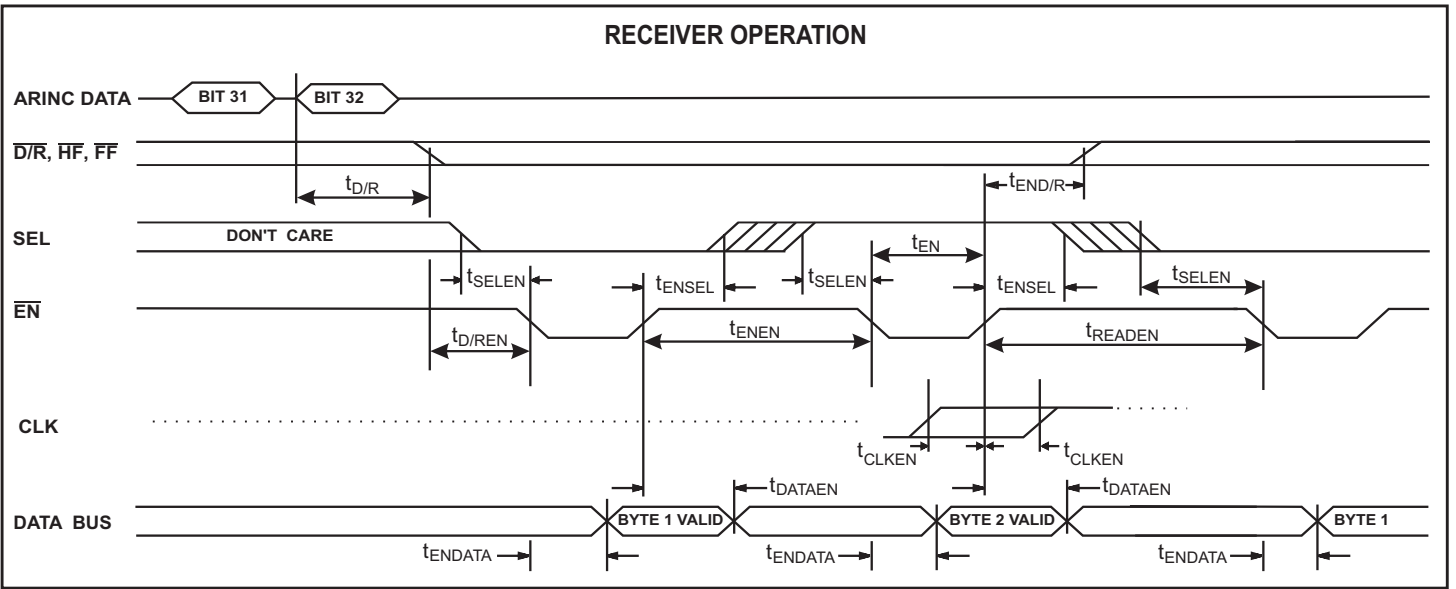 RECEIVER OPERATION
ARINC DATA BIT 31 BIT 32
D/R, HF, FF
tD/R tEND/R
SEL DON'T CARE
tEN
tSELEN tENSEL tSELEN tENSEL tSELEN
EN
tD/REN tENEN tREADEN
CLK
tCLKEN tCLKEN
tDATAEN tDATAEN
DATA BUS BYTE 1 VALID BYTE 2 VALID BYTE 1
tENDATA tENDATA tENDATA